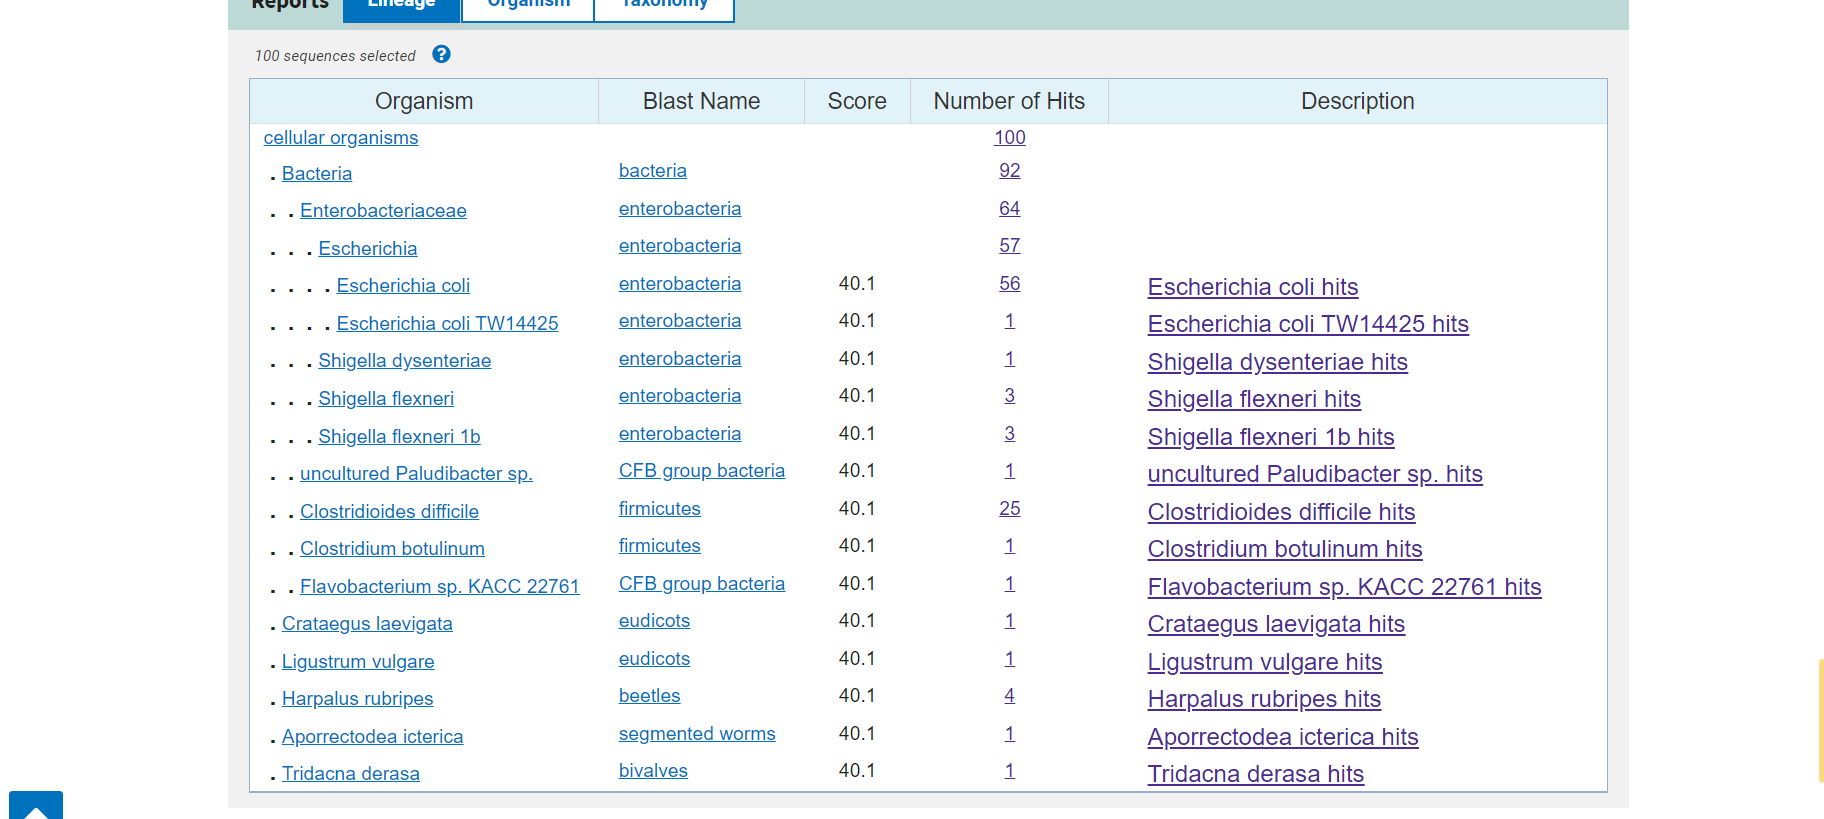 Reports Lineage Organism Taxonomy
100 sequences selected ?
Organism Blast Name Score Number of Hits Description
cellular organisms 100
. Bacteria bacteria 92
. . Enterobacteriaceae enterobacteria 64
. . . Escherichia enterobacteria 57
. . . . Escherichia coli enterobacteria 40.1 56 Escherichia coli hits
. . . . Escherichia coli TW14425 enterobacteria 40.1 1 Escherichia coli TW14425 hits
. . . Shigella dysenteriae enterobacteria 40.1 1 Shigella dysenteriae hits
. . . Shigella flexneri enterobacteria 40.1 3 Shigella flexneri hits
. . . Shigella flexneri 1b enterobacteria 40.1 3 Shigella flexneri 1b hits
. . uncultured Paludibacter sp. CFB group bacteria 40.1 1 uncultured Paludibacter sp. hits
. . Clostridioides difficile firmicutes 40.1 25 Clostridioides difficile hits
. . Clostridium botulinum firmicutes 40.1 1 Clostridium botulinum hits
. . Flavobacterium sp. KACC 22761 CFB group bacteria 40.1 1 Flavobacterium sp. KACC 22761 hits
. Crataegus laevigata eudicots 40.1 1 Crataegus laevigata hits
. Ligustrum vulgare eudicots 40.1 1 Ligustrum vulgare hits
. Harpalus rubripes beetles 40.1 4 Harpalus rubripes hits
. Aporrectodea icterica segmented worms 40.1 1 Aporrectodea icterica hits
. Tridacna derasa bivalves 40.1 1 Tridacna derasa hits